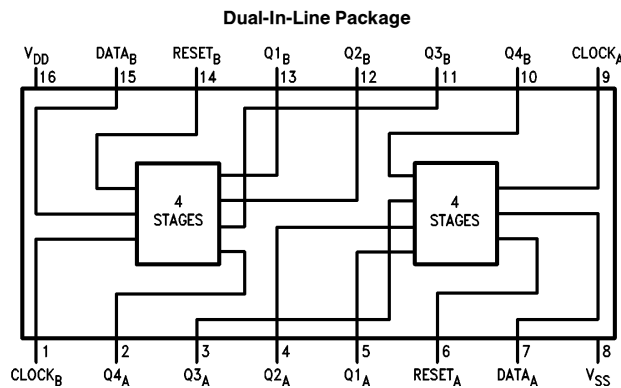 Dual-In-Line Package
VDD DATAB RESETB Q1B Q2B Q3B Q4B CLOCKA
16 15 14 13 12 11 10 9
4 4
STAGES STAGES
1 2 3 4 5 6 7 8
CLOCKB Q4A Q3A Q2A Q1A RESETA DATAA VSS